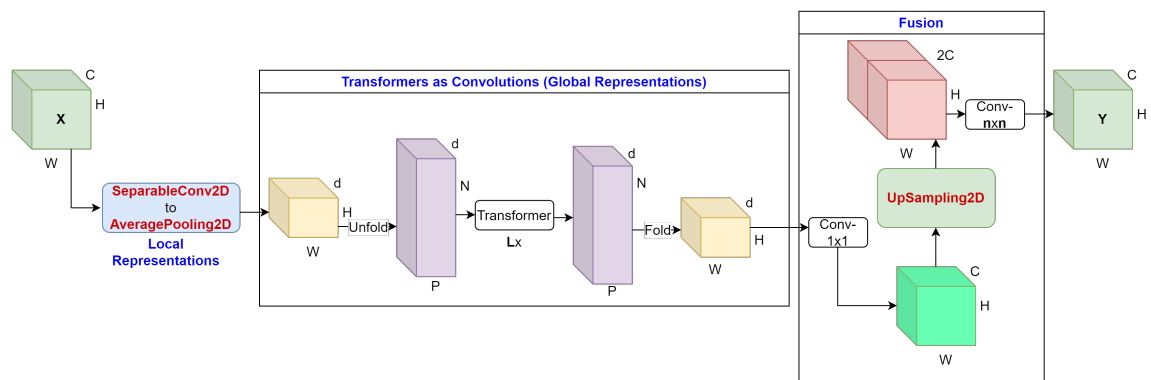 C
H
X
W
SeparableConv2D
to
AveragePooling2D
Local
Representations
Transformers as Convolutions (Global Representations)
d
H
W
Unfold
d
N
P
Transformer
Lx
d
N
P
Fold
d
H
W
Fusion
Conv-
1x1
C
H
W
UpSampling2D
2C
H
W
Conv-
nxn
C
H
Y
W